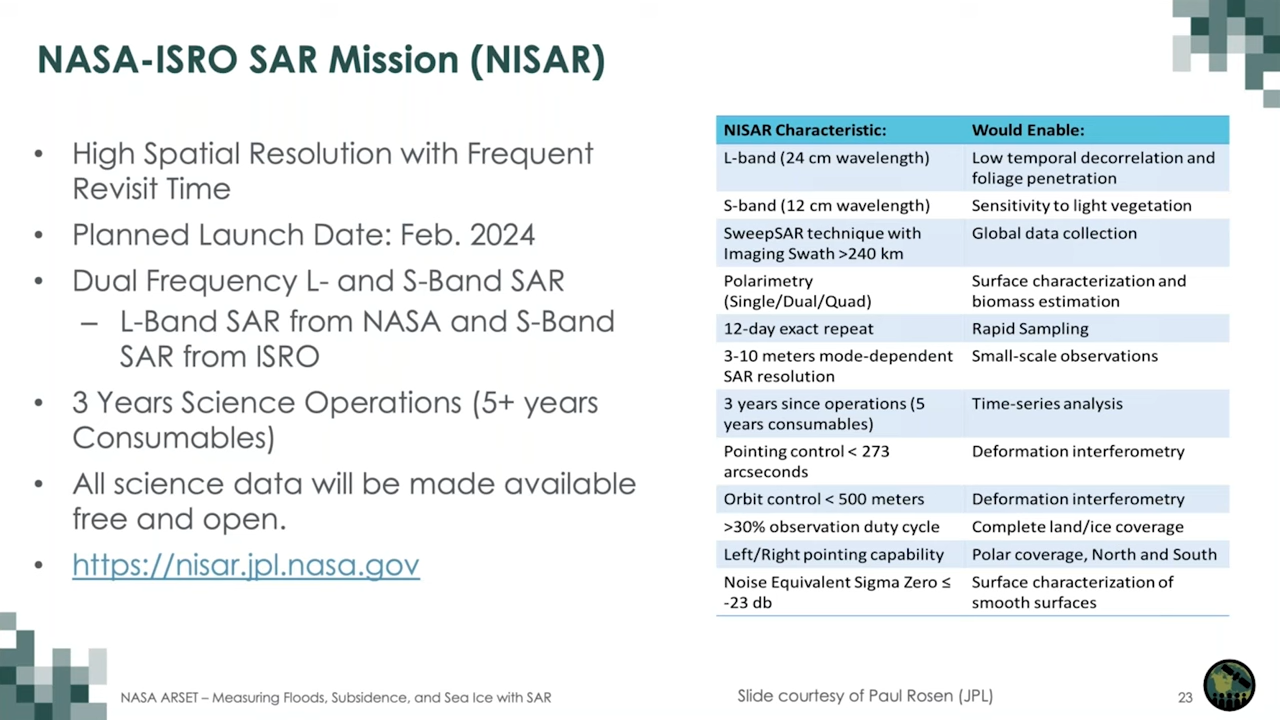 NASA-ISRO SAR Mission (NISAR)
• High Spatial Resolution with Frequent
Revisit Time
• Planned Launch Date: Feb. 2024
• Dual Frequency L- and S-Band SAR
– L-Band SAR from NASA and S-Band
SAR from ISRO
• 3 Years Science Operations (5+ years
Consumables)
• All science data will be made available
free and open.
• https://nisar.jpl.nasa.gov
NISAR Characteristic: Would Enable:
L-band (24 cm wavelength) Low temporal decorrelation and
foliage penetration
S-band (12 cm wavelength) Sensitivity to light vegetation
SweepSAR technique with Global data collection
Imaging Swath >240 km
Polarimetry Surface characterization and
(Single/Dual/Quad) biomass estimation
12-day exact repeat Rapid Sampling
3-10 meters mode-dependent Small-scale observations
SAR resolution
3 years since operations (5 Time-series analysis
years consumables)
Pointing control < 273 Deformation interferometry
arcseconds
Orbit control < 500 meters Deformation interferometry
>30% observation duty cycle Complete land/ice coverage
Left/Right pointing capability Polar coverage, North and South
Noise Equivalent Sigma Zero ≤ Surface characterization of
-23 db smooth surfaces
NASA ARSET – Measuring Floods, Subsidence, and Sea Ice with SAR
Slide courtesy of Paul Rosen (JPL)
23